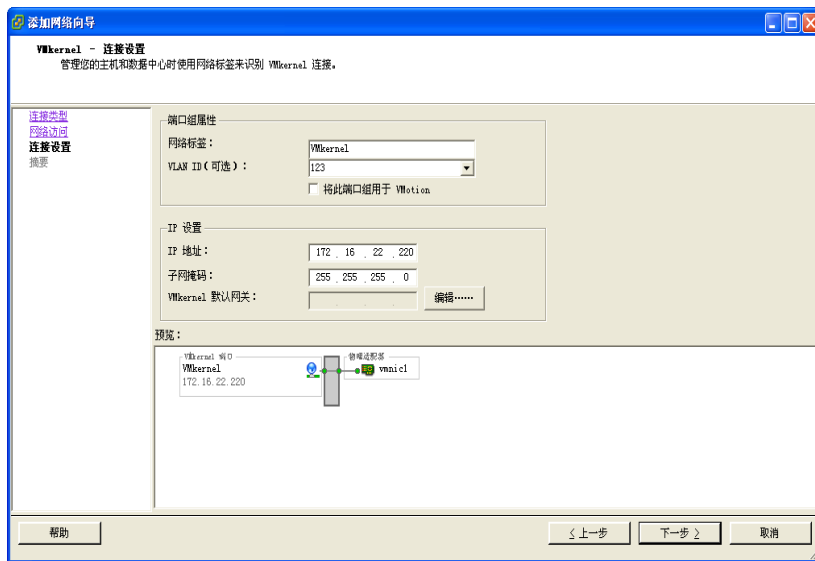 添加网络向导
VMkernel - 连接设置
管理您的主机和数据中心时使用网络标签来识别 VMkernel 连接。
连接类型
网络访问
连接设置
摘要
端口组属性
网络标签：
VMkernel
VLAN ID(可选)：
123
将此端口组用于 VMotion
IP 设置
IP 地址：
172 . 16 . 22 . 220
子网掩码：
255 . 255 . 255 . 0
VMkernel 默认网关：
. . .
编辑……
预览：
VMkernel 端口
VMkernel
172.16.22.220
物理适配器
vmnic1
帮助
< 上一步
下一步 >
取消